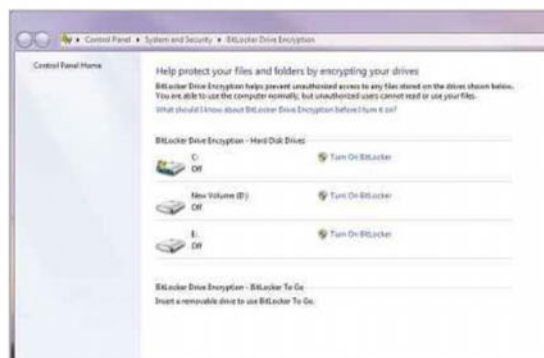 Control Panel ▸ System and Security ▸ BitLocker Drive Encryption
Control Panel Home
Help protect your files and folders by encrypting your drives
BitLocker Drive Encryption helps prevent unauthorized access to any files stored on the drives shown below.
You are able to use the computer normally, but unauthorized users cannot read or use your files.
What should I know about BitLocker Drive Encryption before I turn it on?
BitLocker Drive Encryption - Hard Disk Drives
C:
Off
Turn On BitLocker
New Volume (D:)
Off
Turn On BitLocker
E:
Off
Turn On BitLocker
BitLocker Drive Encryption - BitLocker To Go
Insert a removable drive to use BitLocker To Go.